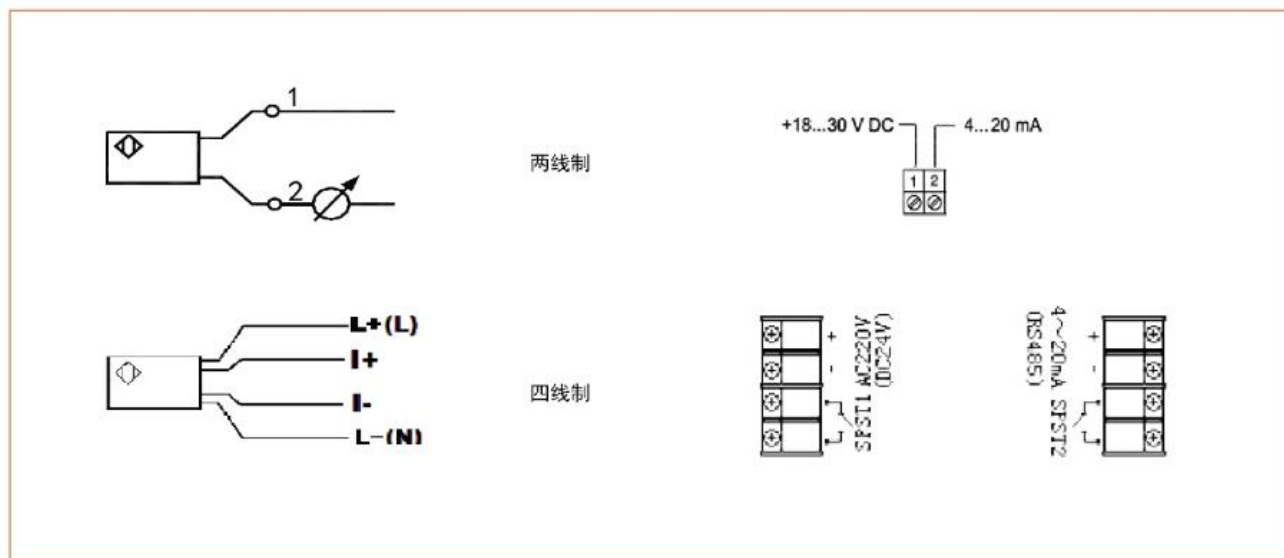 1
2
两线制
+18...30 V DC
4...20 mA
1 2
L+(L)
I+
I-
L-(N)
四线制
+
-
SPST1 AC220V
(DC24V)
4～20mA SPST2
(RS485)
+
-